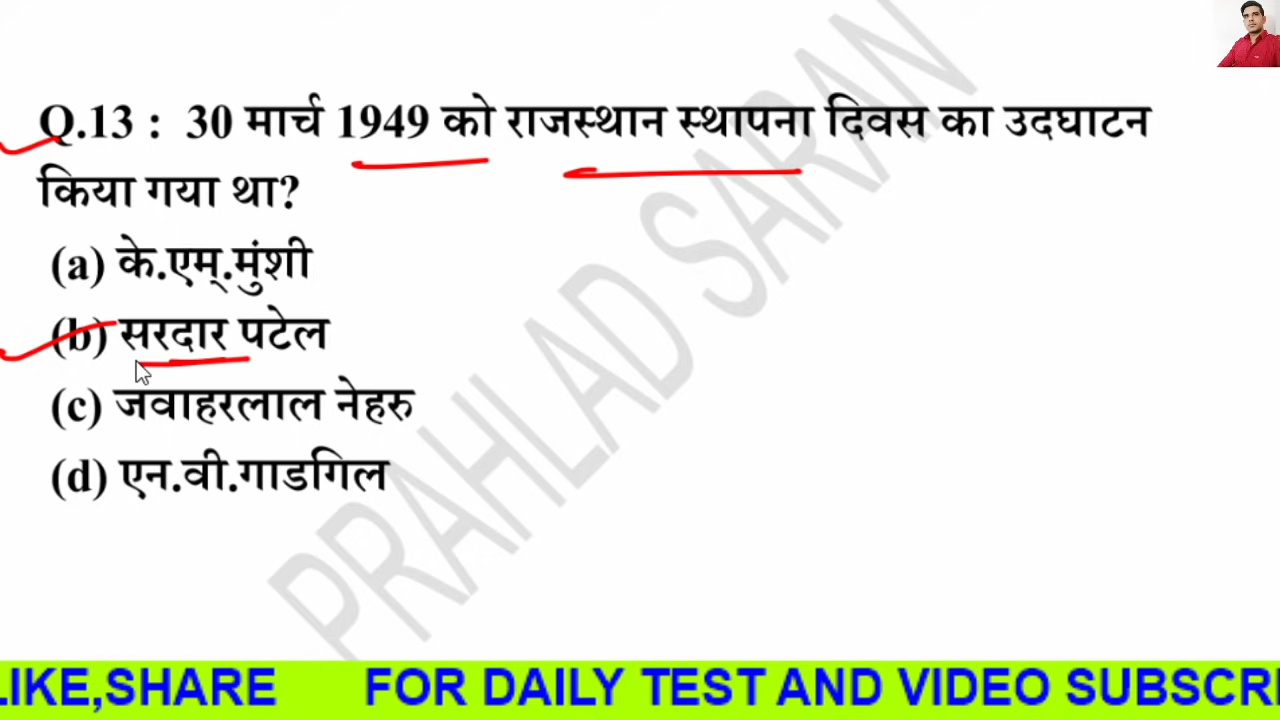 Q.13 : 30 मार्च 1949 को राजस्थान स्थापना दिवस का उदघाटन
किया गया था?
(a) के.एम्.मुंशी
(b) सरदार पटेल
(c) जवाहरलाल नेहरु
(d) एन.वी.गाडगिल
PRAHLAD SARAN
LIKE,SHARE FOR DAILY TEST AND VIDEO SUBSCRI